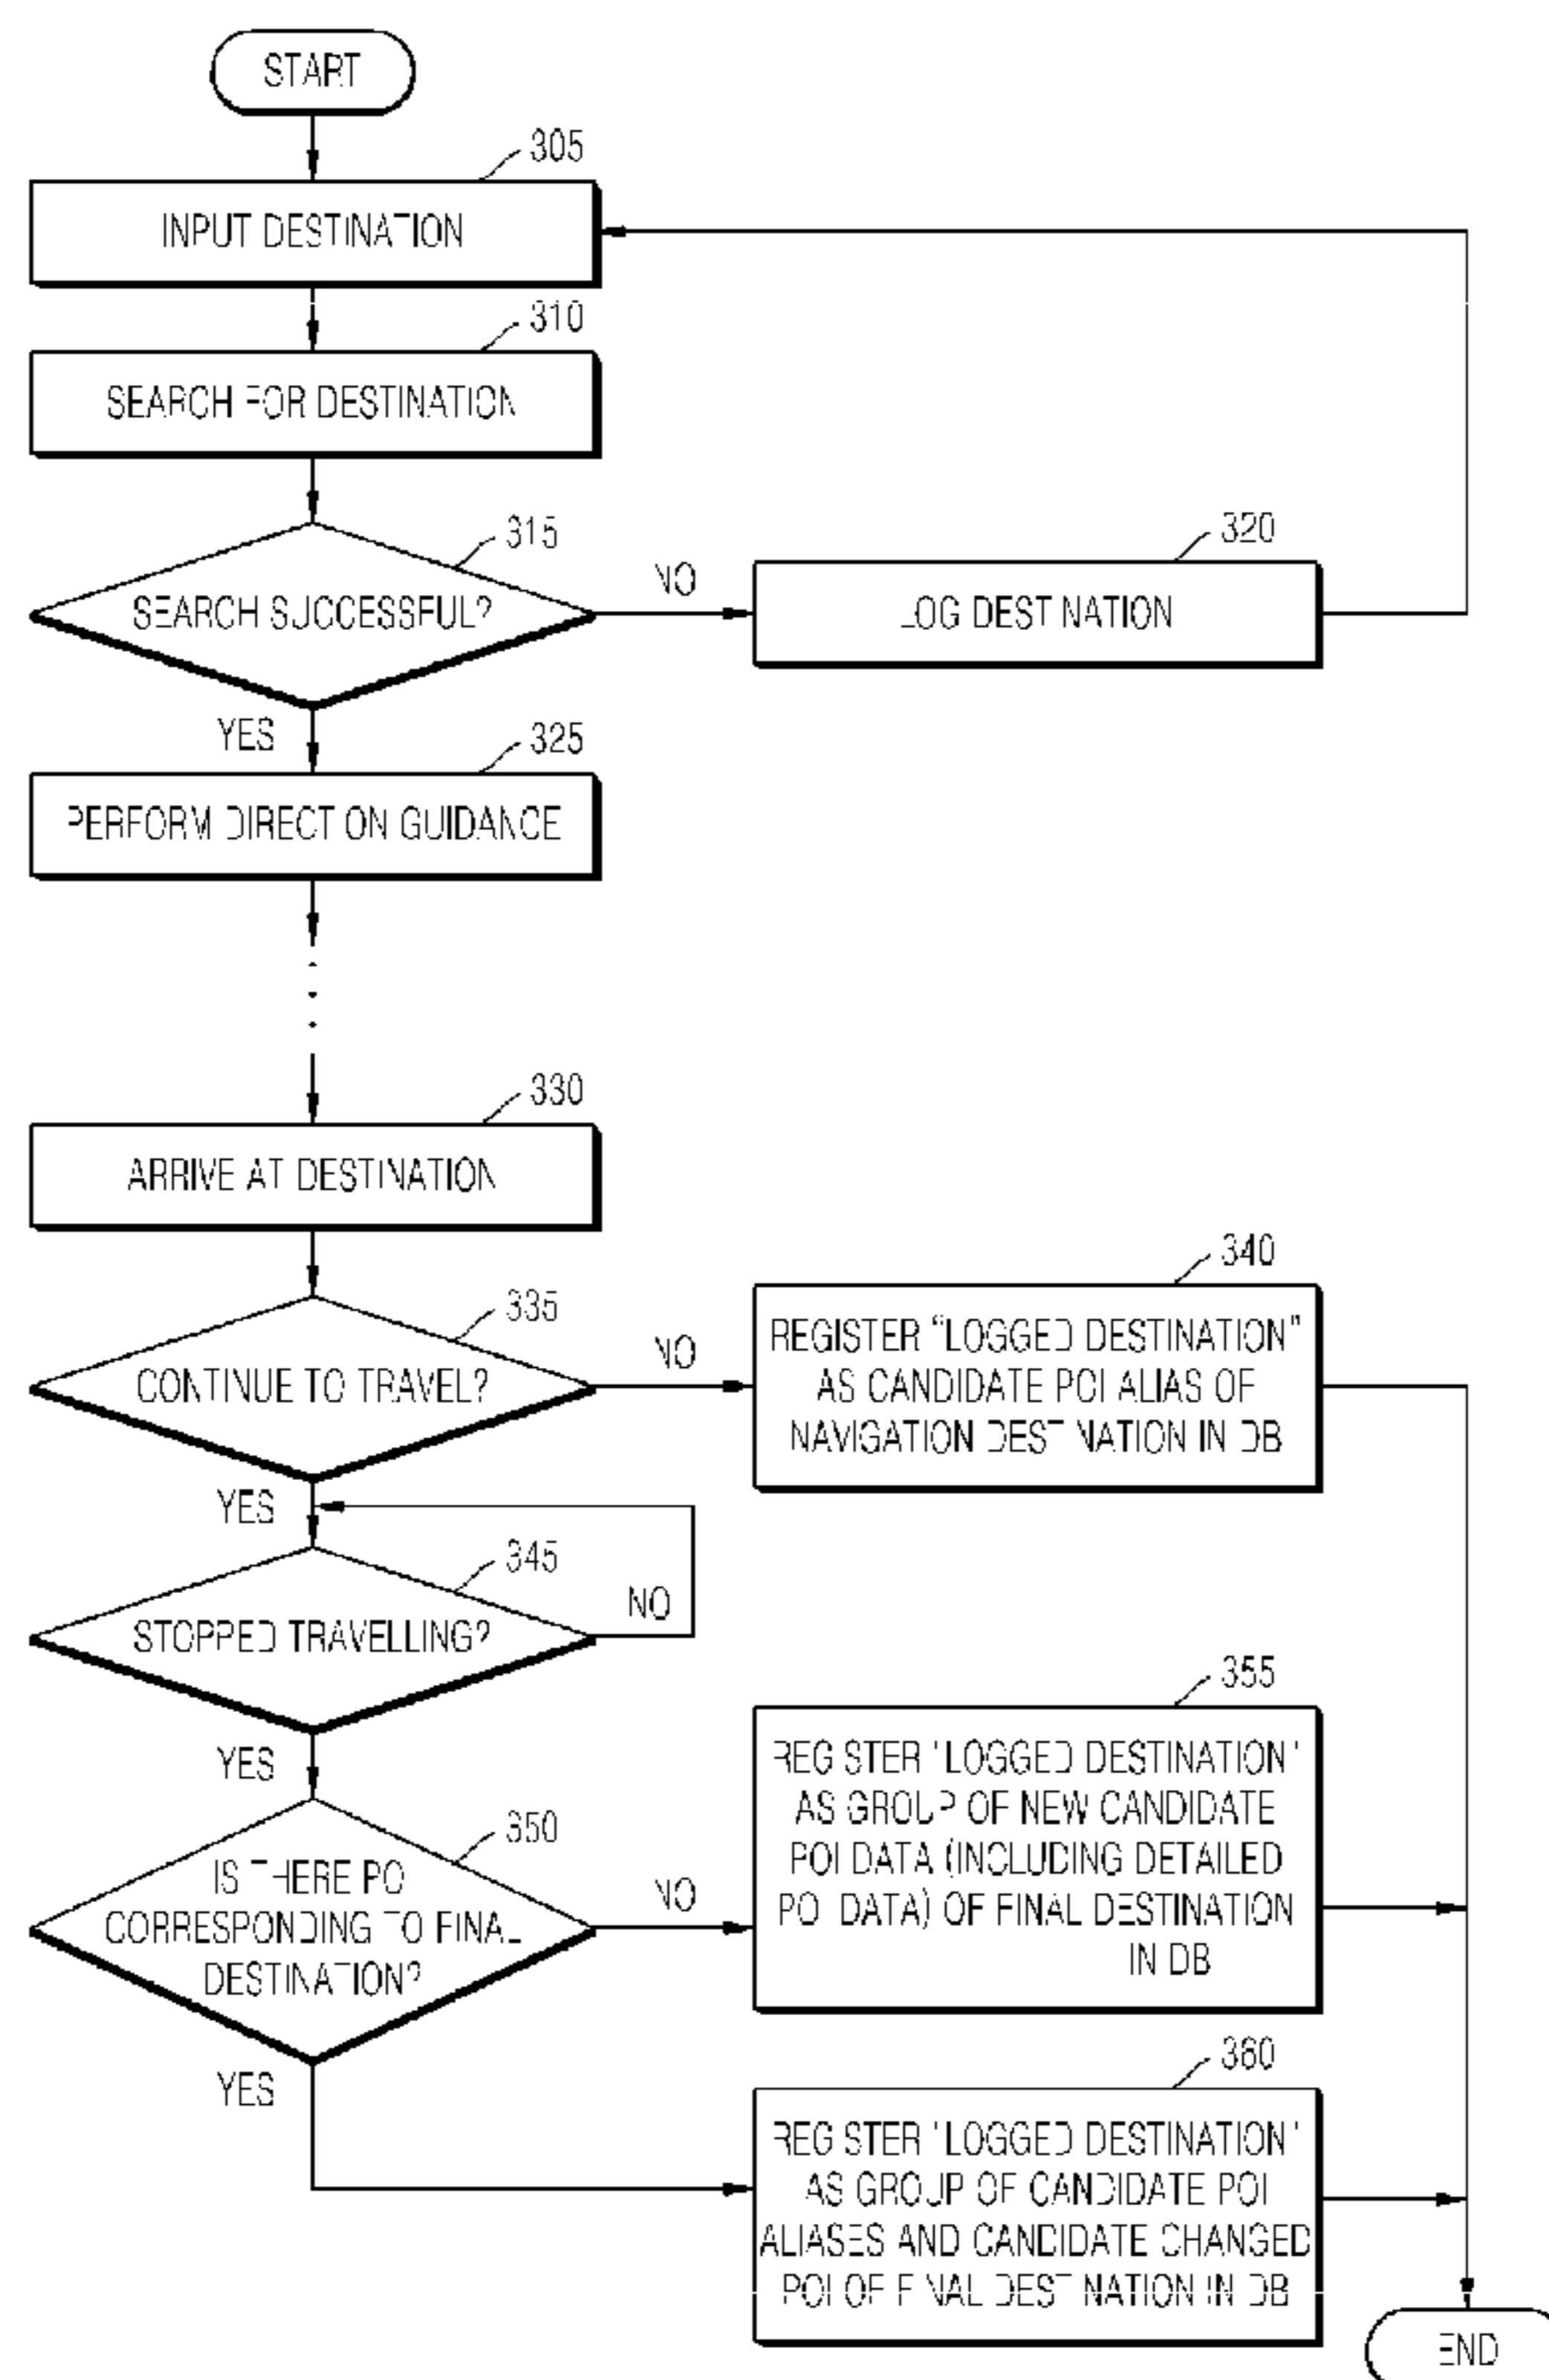 START
305
INPUT DESTINATION
310
SEARCH FOR DESTINATION
315
SEARCH SUCCESSFUL?
NO
320
LOG DESTINATION
YES
325
PERFORM DIRECTION GUIDANCE
330
ARRIVE AT DESTINATION
335
CONTINUE TO TRAVEL?
NO
340
REGISTER “LOGGED DESTINATION”
AS CANDIDATE POI ALIAS OF
NAVIGATION DESTINATION IN DB
YES
345
STOPPED TRAVELLING?
NO
YES
350
IS THERE POI
CORRESPONDING TO FINAL
DESTINATION?
NO
355
REGISTER "LOGGED DESTINATION"
AS GROUP OF NEW CANDIDATE
POI DATA (INCLUDING DETAILED
POI DATA) OF FINAL DESTINATION
IN DB
YES
360
REGISTER "LOGGED DESTINATION"
AS GROUP OF CANDIDATE POI
ALIASES AND CANDIDATE CHANGED
POI OF FINAL DESTINATION IN DB
END